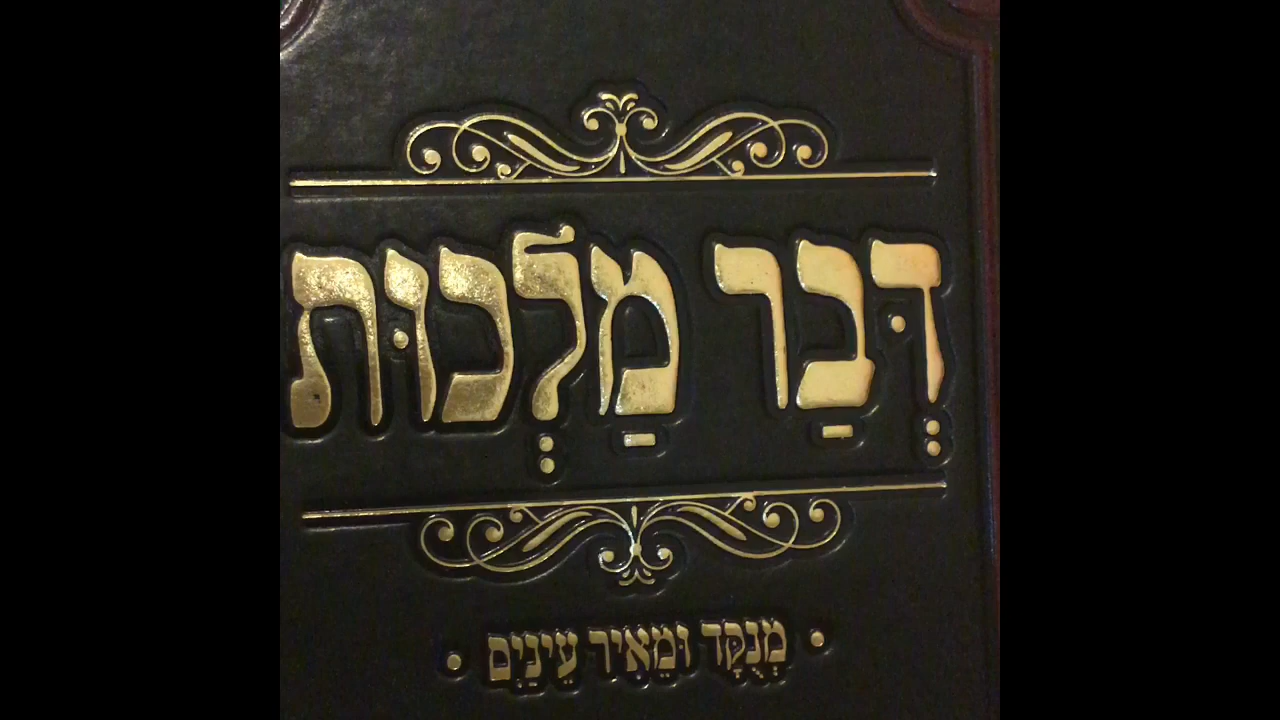 דְּבַר מַלְכוּת
• מְנֻקָּד וּמֵאִיר עֵינַיִם •